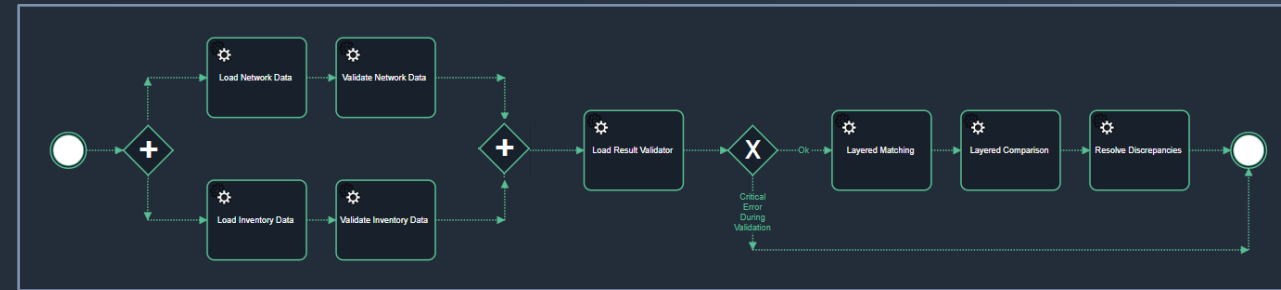 Load Network Data
Validate Network Data
Load Inventory Data
Validate Inventory Data
Load Result Validator
X
Ok
Critical
Error
During
Validation
Layered Matching
Layered Comparison
Resolve Discrepancies